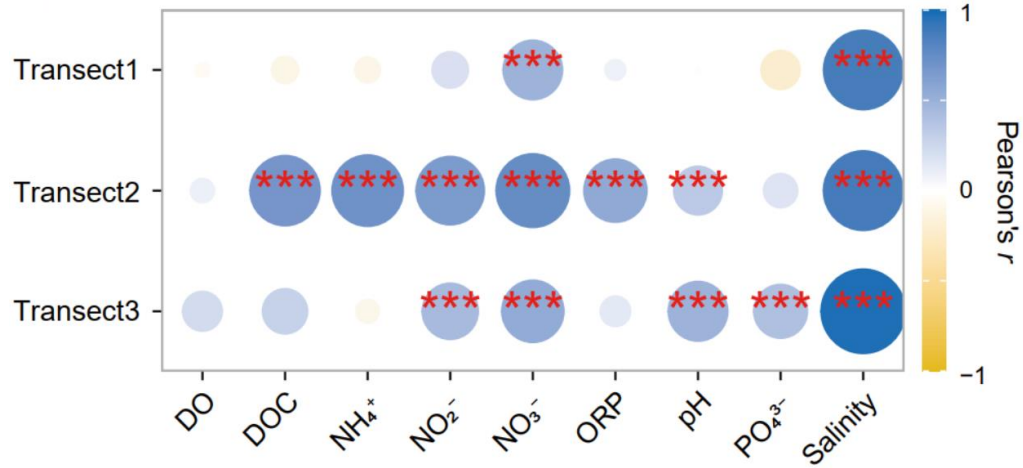 Transect1 *** ***
Transect2 *** *** *** *** *** *** ***
Transect3 *** *** *** *** ***
DO DOC NH₄⁺ NO₂⁻ NO₃⁻ ORP pH PO₄³⁻ Salinity
1
0
−1
Pearson's r